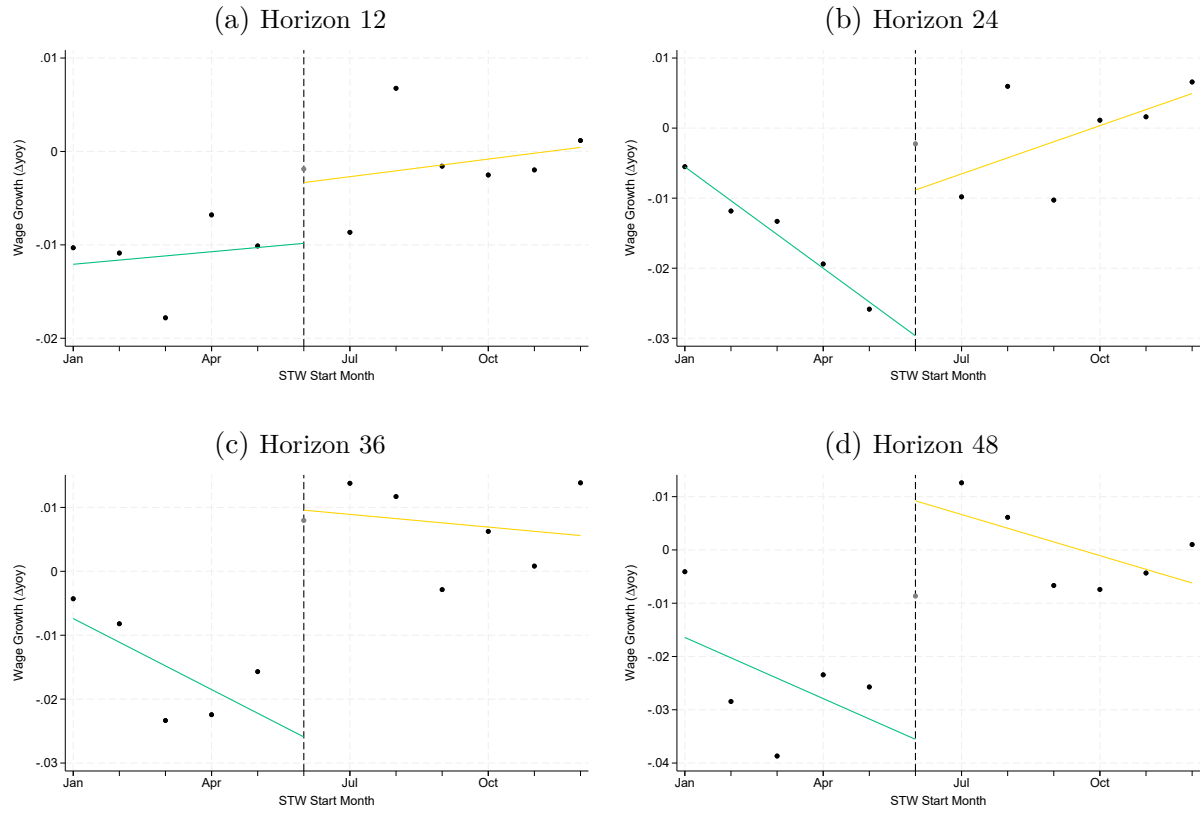 (a) Horizon 12
.01
0
-.01
-.02
Wage Growth (Δyoy)
Jan Apr Jul Oct
STW Start Month
(b) Horizon 24
.01
0
-.01
-.02
-.03
Wage Growth (Δyoy)
Jan Apr Jul Oct
STW Start Month
(c) Horizon 36
.01
0
-.01
-.02
-.03
Wage Growth (Δyoy)
Jan Apr Jul Oct
STW Start Month
(d) Horizon 48
.01
0
-.01
-.02
-.03
-.04
Wage Growth (Δyoy)
Jan Apr Jul Oct
STW Start Month